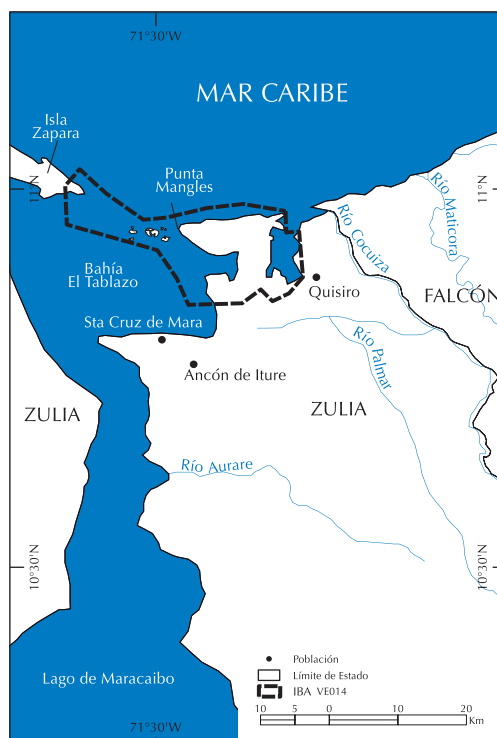 71°30'W
MAR CARIBE
Isla
Zapara
Punta
Mangles
11°N
11°N
Río Maticora
Río Cocuiza
Bahía
El Tablazo
Quisiro
FALCÓN
Sta Cruz de Mara
Río Palmar
Ancón de Iture
ZULIA
ZULIA
Río Aurare
10°30'N
10°30'N
Lago de Maracaibo
Población
Límite de Estado
IBA VE014
10 5 0 10 20
Km
71°30'W